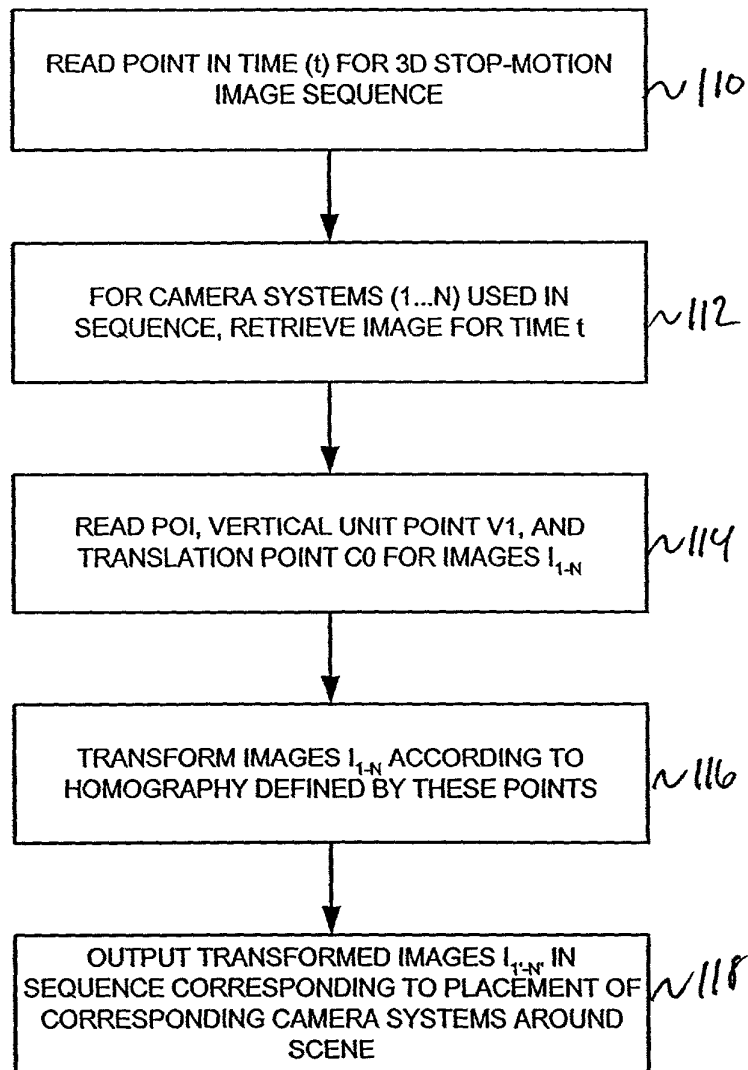 READ POINT IN TIME (t) FOR 3D STOP-MOTION
IMAGE SEQUENCE
110
FOR CAMERA SYSTEMS (1...N) USED IN
SEQUENCE, RETRIEVE IMAGE FOR TIME t
112
READ POI, VERTICAL UNIT POINT V1, AND
TRANSLATION POINT C0 FOR IMAGES I1-N
114
TRANSFORM IMAGES I1-N ACCORDING TO
HOMOGRAPHY DEFINED BY THESE POINTS
116
OUTPUT TRANSFORMED IMAGES I1'-N' IN
SEQUENCE CORRESPONDING TO PLACEMENT OF
CORRESPONDING CAMERA SYSTEMS AROUND
SCENE
118